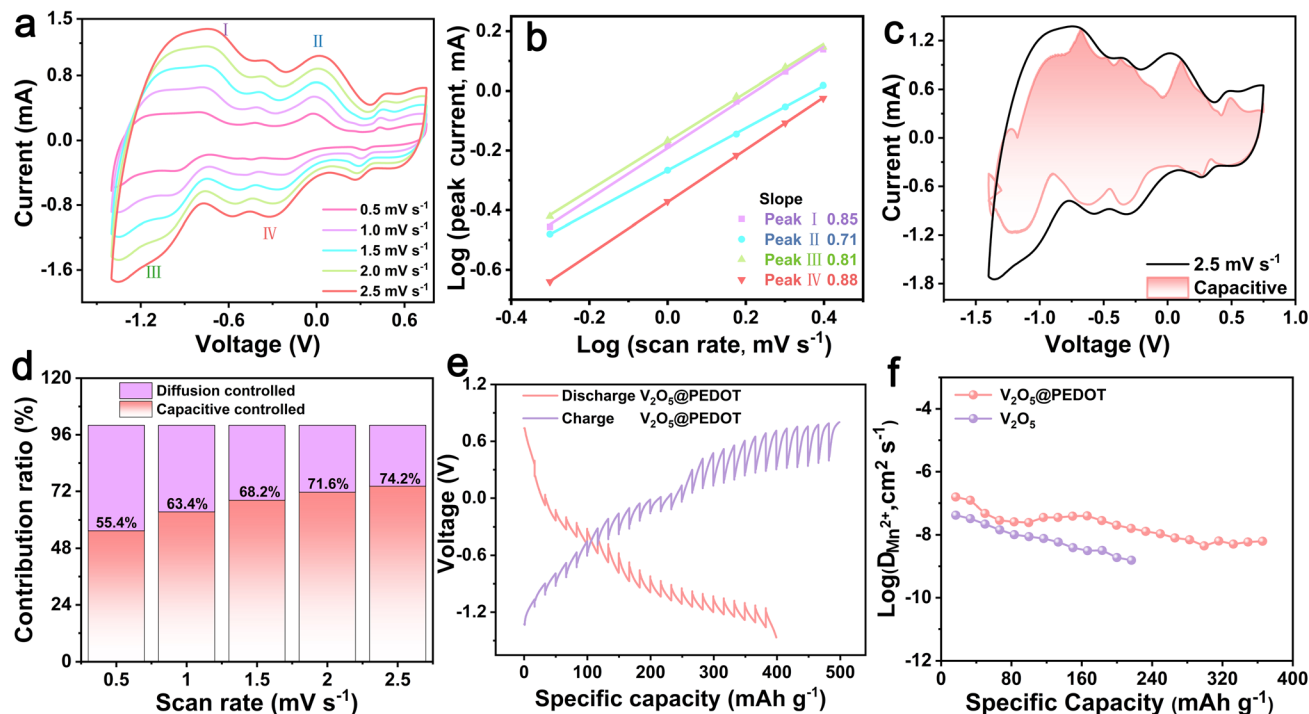 a
1.5
0.8
0.0
-0.8
-1.6
Current (mA)
-1.2
-0.6
0.0
0.6
Voltage (V)
Ⅰ
Ⅱ
Ⅲ
Ⅳ
0.5 mV s⁻¹
1.0 mV s⁻¹
1.5 mV s⁻¹
2.0 mV s⁻¹
2.5 mV s⁻¹
b
0.2
0.0
-0.2
-0.4
-0.6
Log (peak current, mA)
-0.4
-0.2
0.0
0.2
0.4
Log (scan rate, mV s⁻¹)
Slope
Peak Ⅰ 0.85
Peak Ⅱ 0.71
Peak Ⅲ 0.81
Peak Ⅳ 0.88
c
1.2
0.6
0.0
-0.6
-1.2
-1.8
Current (mA)
-1.5
-1.0
-0.5
0.0
0.5
1.0
Voltage (V)
2.5 mV s⁻¹
Capacitive
d
120
96
72
48
24
0
Contribution ratio (%)
Diffusion controlled
Capacitive controlled
55.4%
63.4%
68.2%
71.6%
74.2%
0.5
1.0
1.5
2
2.5
Scan rate (mV s⁻¹)
e
1.2
0.6
0.0
-0.6
-1.2
Voltage (V)
Discharge V₂O₅@PEDOT
Charge V₂O₅@PEDOT
0
100
200
300
400
500
Specific capacity (mAh g⁻¹)
f
-4
-6
-8
-10
-12
Log(D_Mn²⁺,cm² s⁻¹)
V₂O₅@PEDOT
V₂O₅
0
80
160
240
320
400
Specific Capacity (mAh g⁻¹)